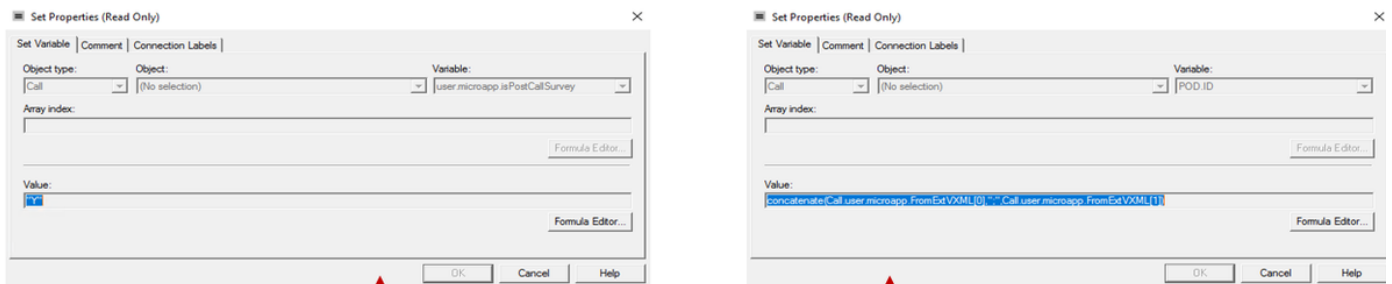 Set Properties (Read Only)
Set Variable Comment Connection Labels
Object type: Object: Variable:
Call (No selection) user.microapp.isPostCallSurvey
Array index:
Formula Editor...
Value:
"Y"
Formula Editor...
OK Cancel Help
Set Properties (Read Only)
Set Variable Comment Connection Labels
Object type: Object: Variable:
Call (No selection) POD.ID
Array index:
Formula Editor...
Value:
concatenate(Call.user.microapp.FromExtVXML[0],";",Call.user.microapp.FromExtVXML[1])
Formula Editor...
OK Cancel Help